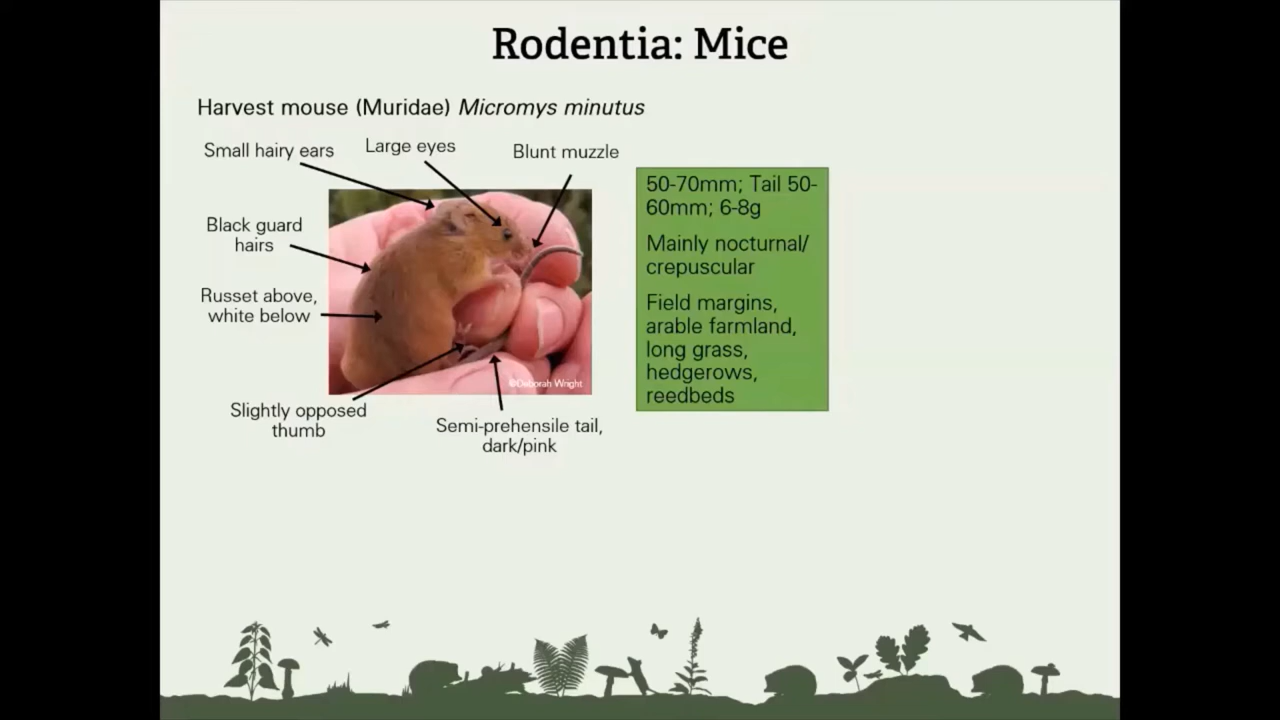 Rodentia: Mice
Harvest mouse (Muridae) Micromys minutus
Small hairy ears
Large eyes
Blunt muzzle
Black guard
hairs
Russet above,
white below
Slightly opposed
thumb
Semi-prehensile tail,
dark/pink
©Deborah Wright
50-70mm; Tail 50-
60mm; 6-8g
Mainly nocturnal/
crepuscular
Field margins,
arable farmland,
long grass,
hedgerows,
reedbeds